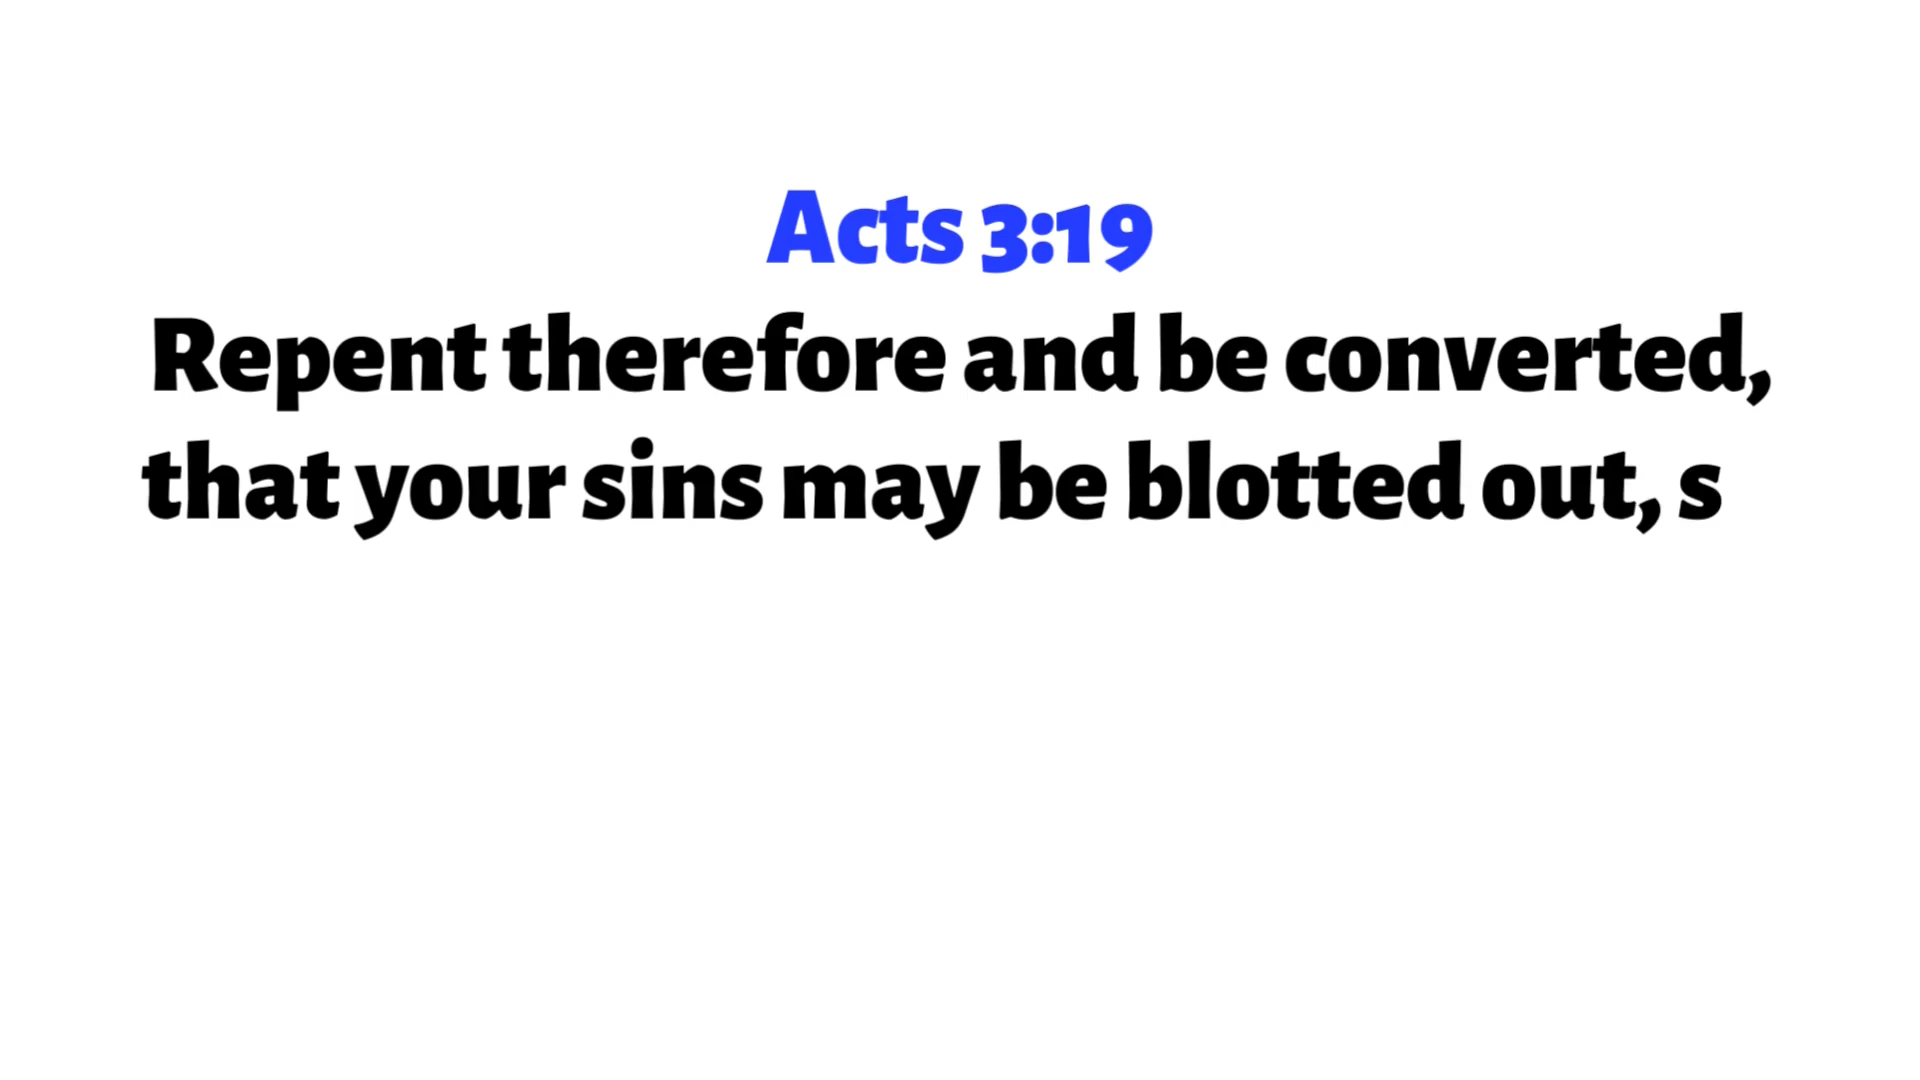 Acts 3:19
Repent therefore and be converted,
that your sins may be blotted out, s